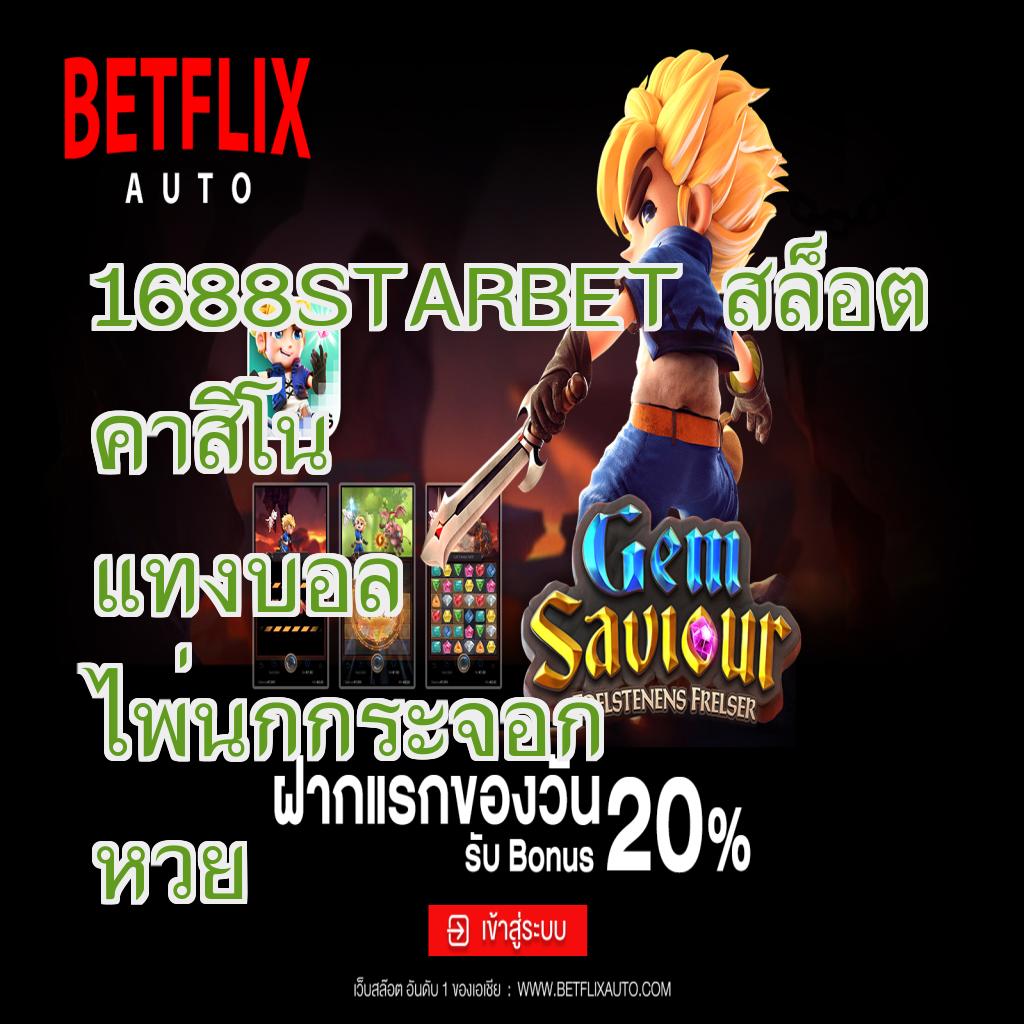 BETFLIX
AUTO
1688STARBET สล็อต
คาสิโน
แทงบอล
Gem
Saviour
ELSTENENS FRELSER
ไพ่นกกระจอก
ฝากแรกของวัน 20%
รับ Bonus
หวย
เข้าสู่ระบบ
เว็บสล๊อต อันดับ 1 ของเอเชีย : WWW.BETFLIXAUTO.COM